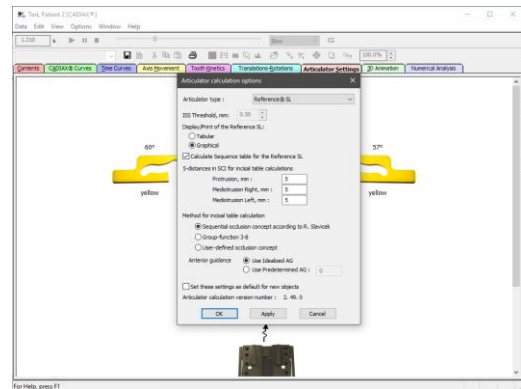 Test, Patient 2 [CADIAX®]
Data Edit View Options Window Help
1.210 s Slow
100.0%
Contents CADIAX® Curves Time Curves Axis Movement Tooth Kinetics Translations-Rotations Articulator Settings 3D Animation Numerical Analysis
Articulator calculation options
Articulator type : Reference® SL
ISS Threshold, mm: 0.50
Display/Print of the Reference SL:
Tabular
Graphical
Calculate Sequence table for the Reference SL
S-distances in SCI for incisal table calculations
Protrusion, mm : 5
Mediotrusion Right, mm : 5
Mediotrusion Left, mm : 5
Method for incisal table calculation
Sequential occlusion concept according to R. Slavicek
Group-function 3-8
User-defined occlusion concept
Anterior guidance Use Idealized AG
Use Predetermined AG : 0
Set these settings as default for new objects
Articulator calculation version number : 2. 49. 0
OK Apply Cancel
60° 57°
yellow yellow
For Help, press F1